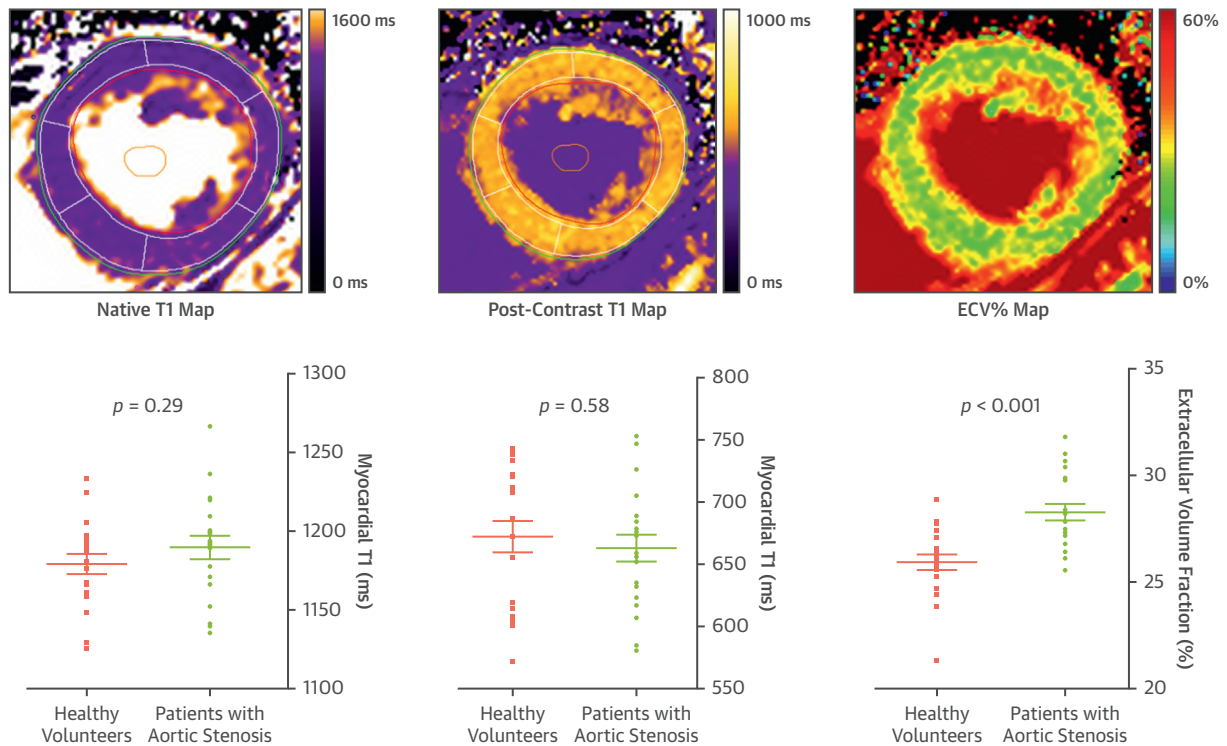 1600 ms
0 ms
Native T1 Map
1000 ms
0 ms
Post-Contrast T1 Map
60%
0%
ECV% Map
1300
1250
1200
1150
1100
Myocardial T1 (ms)
p = 0.29
Healthy
Volunteers
Patients with
Aortic Stenosis
800
750
700
650
600
550
Myocardial T1 (ms)
p = 0.58
Healthy
Volunteers
Patients with
Aortic Stenosis
35
30
25
20
Extracellular Volume Fraction (%)
p < 0.001
Healthy
Volunteers
Patients with
Aortic Stenosis